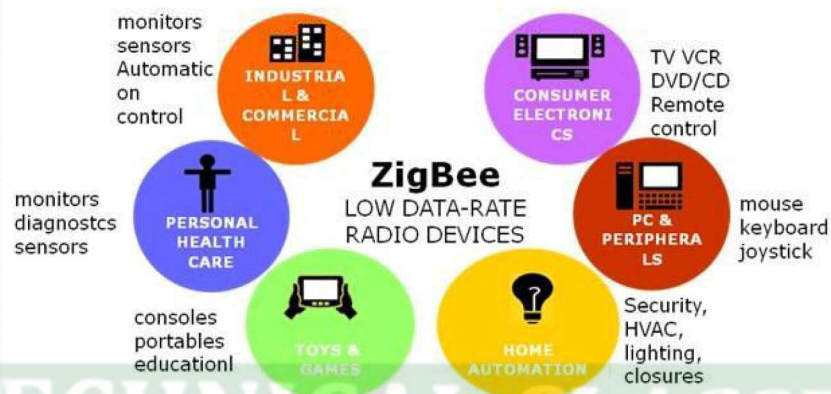 monitors
sensors
Automatic
on
control
INDUSTRIA
L &
COMMERCIA
L
CONSUMER
ELECTRONI
CS
TV VCR
DVD/CD
Remote
control
ZigBee
LOW DATA-RATE
RADIO DEVICES
monitors
diagnostcs
sensors
PERSONAL
HEALTH
CARE
PC &
PERIPHERA
LS
mouse
keyboard
joystick
consoles
portables
educationl
TOYS &
GAMES
HOME
AUTOMATION
Security,
HVAC,
lighting,
closures